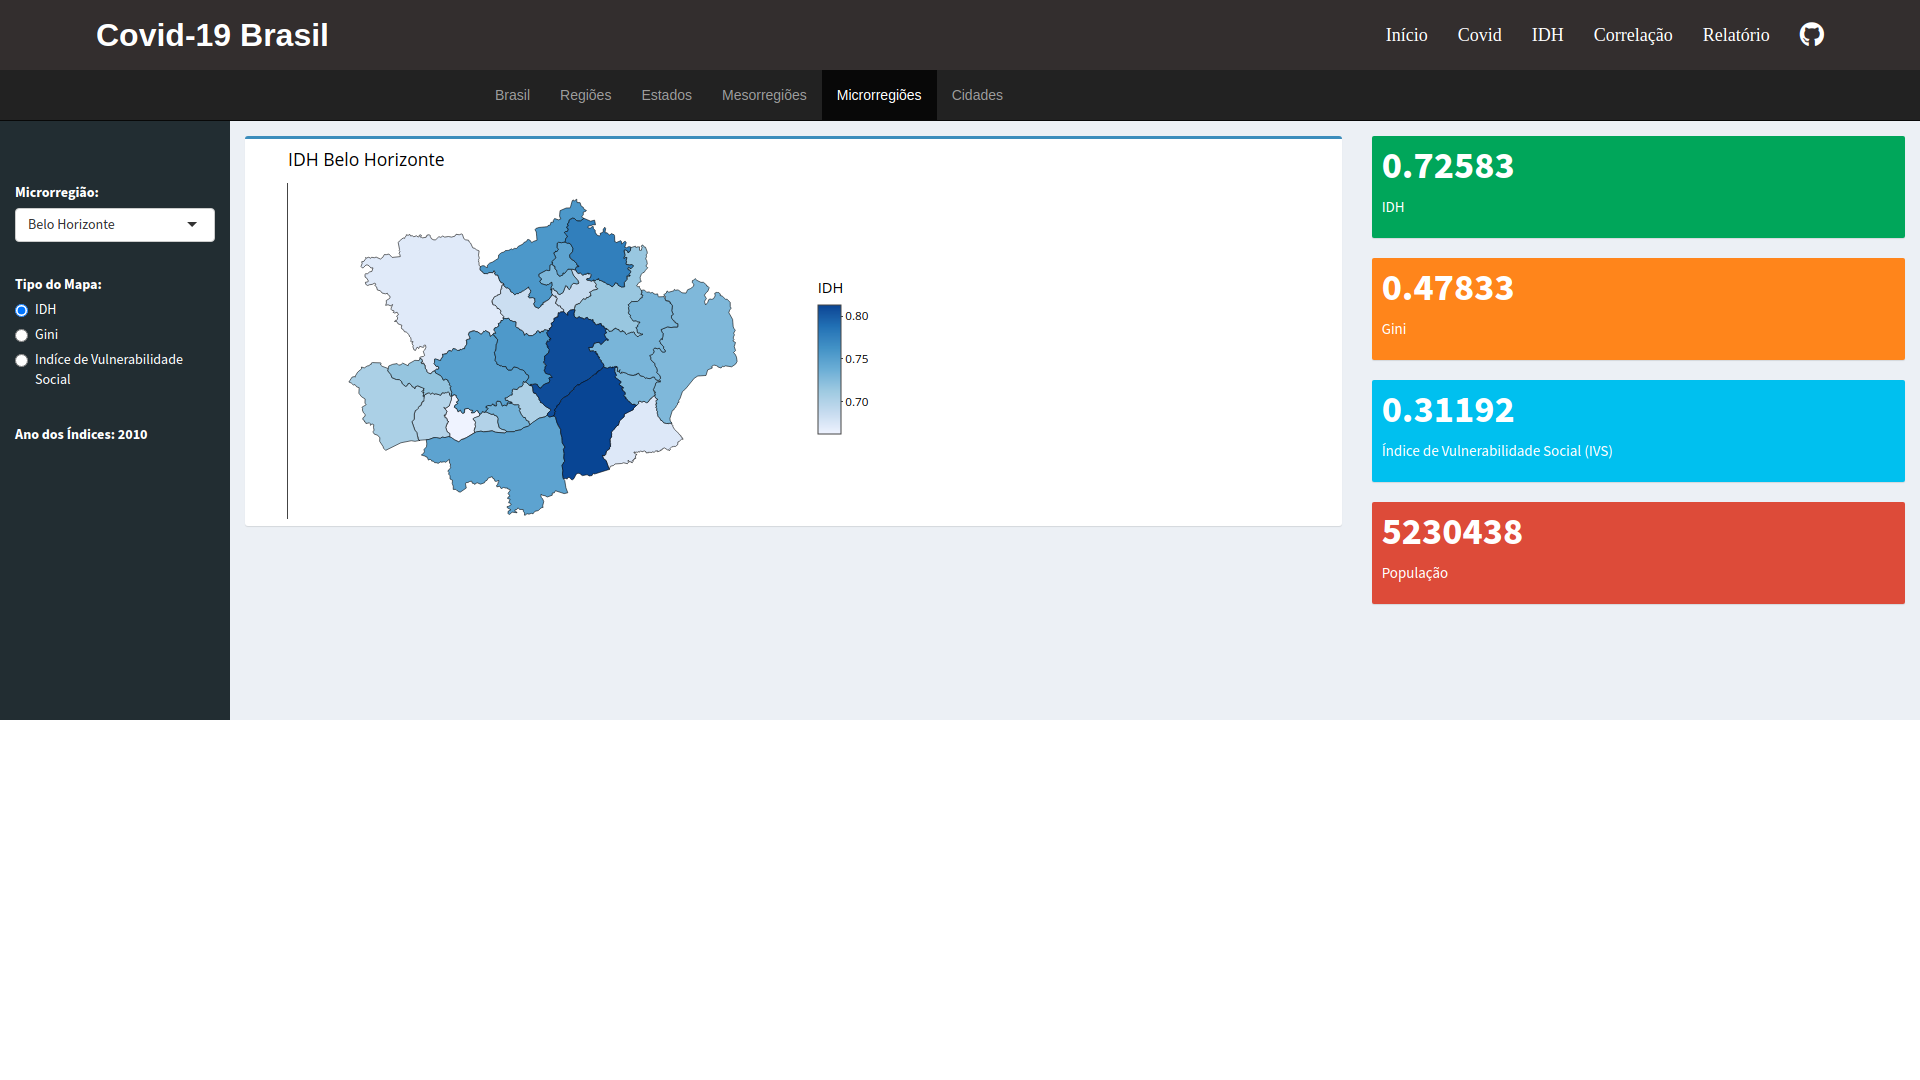 Covid-19 Brasil
Início Covid IDH Correlação Relatório
Brasil Regiões Estados Mesorregiões Microrregiões Cidades
Microrregião:
Belo Horizonte
Tipo do Mapa:
IDH
Gini
Indíce de Vulnerabilidade
Social
Ano dos Índices: 2010
IDH Belo Horizonte
IDH
0.80
0.75
0.70
0.72583
IDH
0.47833
Gini
0.31192
Índice de Vulnerabilidade Social (IVS)
5230438
População